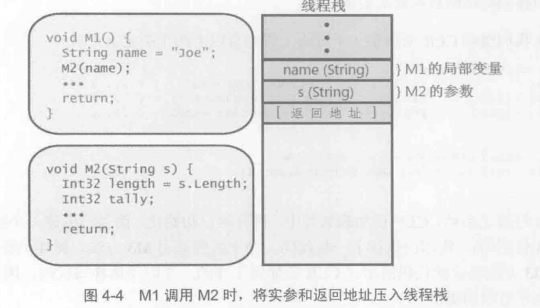 线程栈
void M1() {
String name = "Joe";
M2(name);
...
return;
}
name (String)
} M1的局部变量
s (String)
} M2 的参数
[ 返回地址 ]
void M2(String s) {
Int32 length = s.Length;
Int32 tally;
...
return;
}
图 4-4 M1 调用 M2 时，将实参和返回地址压入线程栈